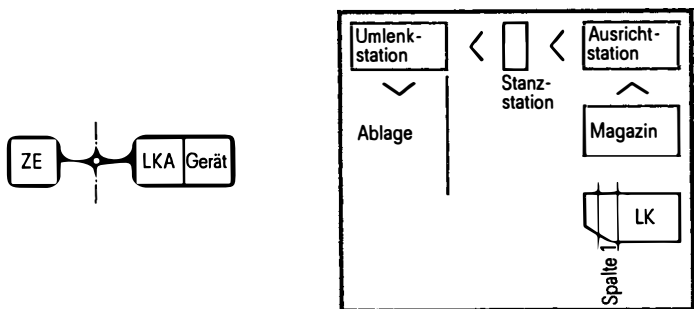 ZE
LKA
Gerät
Umlenk-
station
Stanz-
station
Ausricht-
station
Ablage
Magazin
LK
Spalte 1